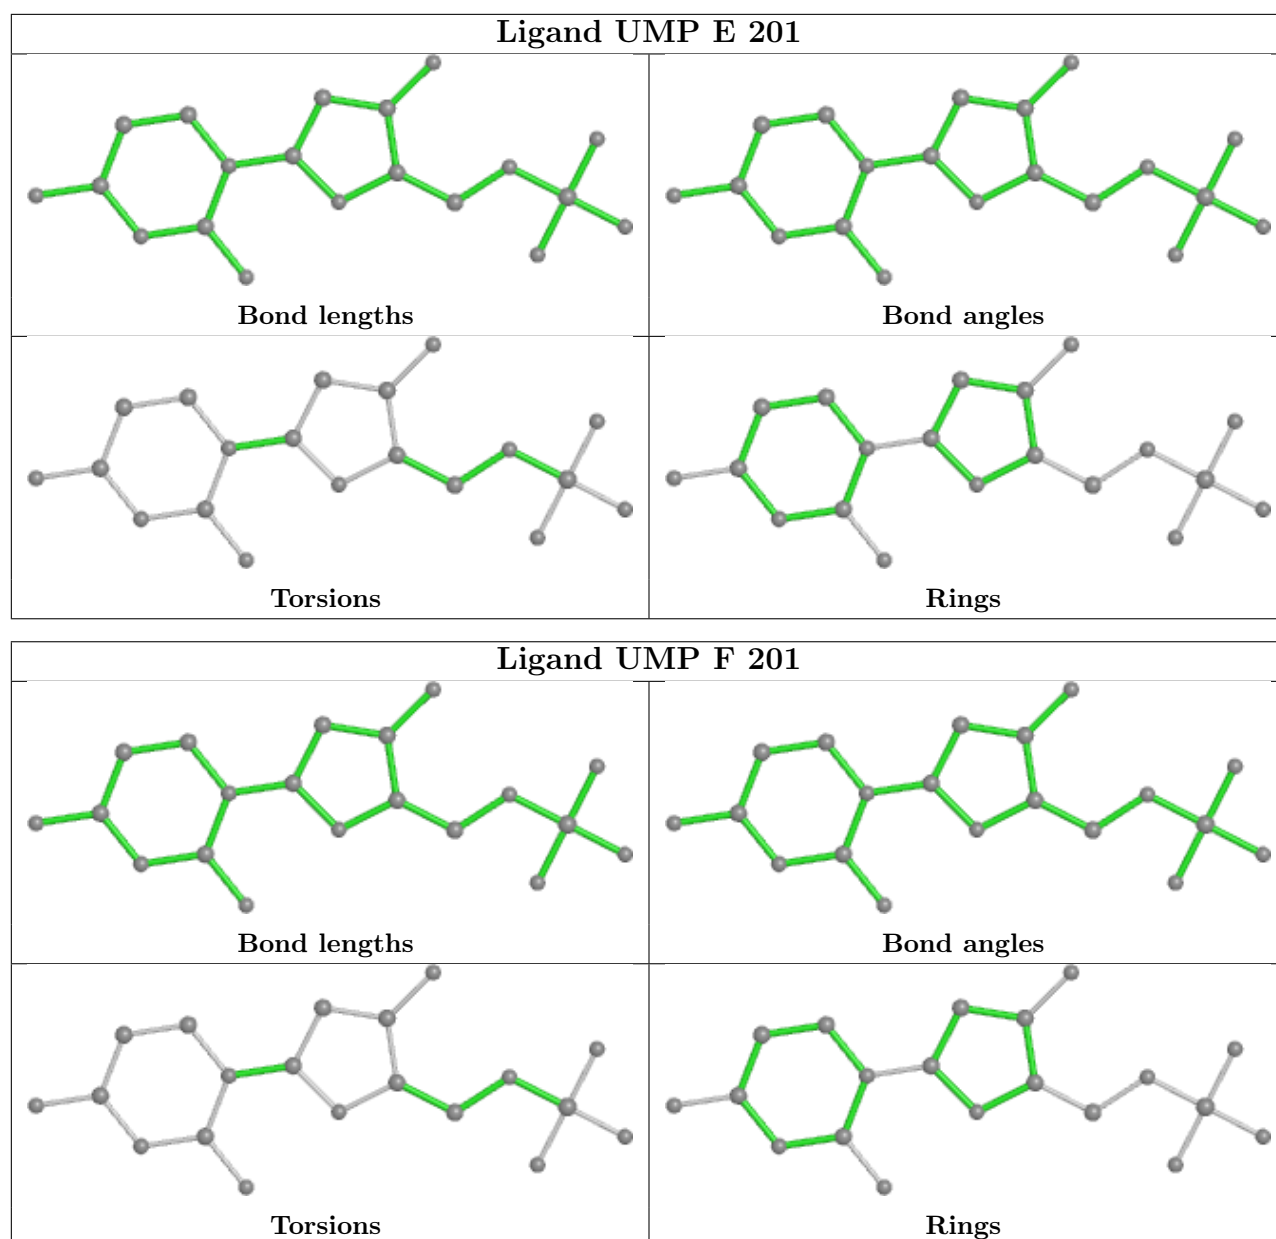 Ligand UMP E 201
Bond lengths
Bond angles
Torsions
Rings
Ligand UMP F 201
Bond lengths
Bond angles
Torsions
Rings